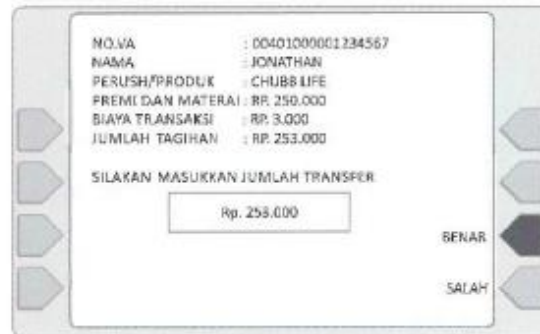 NO.VA : 00401000001234567
NAMA : JONATHAN
PERUSH/PRODUK : CHUBB LIFE
PREMI DAN MATERAI : RP. 250.000
BIAYA TRANSAKSI : RP. 3.000
JUMLAH TAGIHAN : RP. 253.000
SILAKAN MASUKKAN JUMLAH TRANSFER
Rp. 253.000
BENAR
SALAH